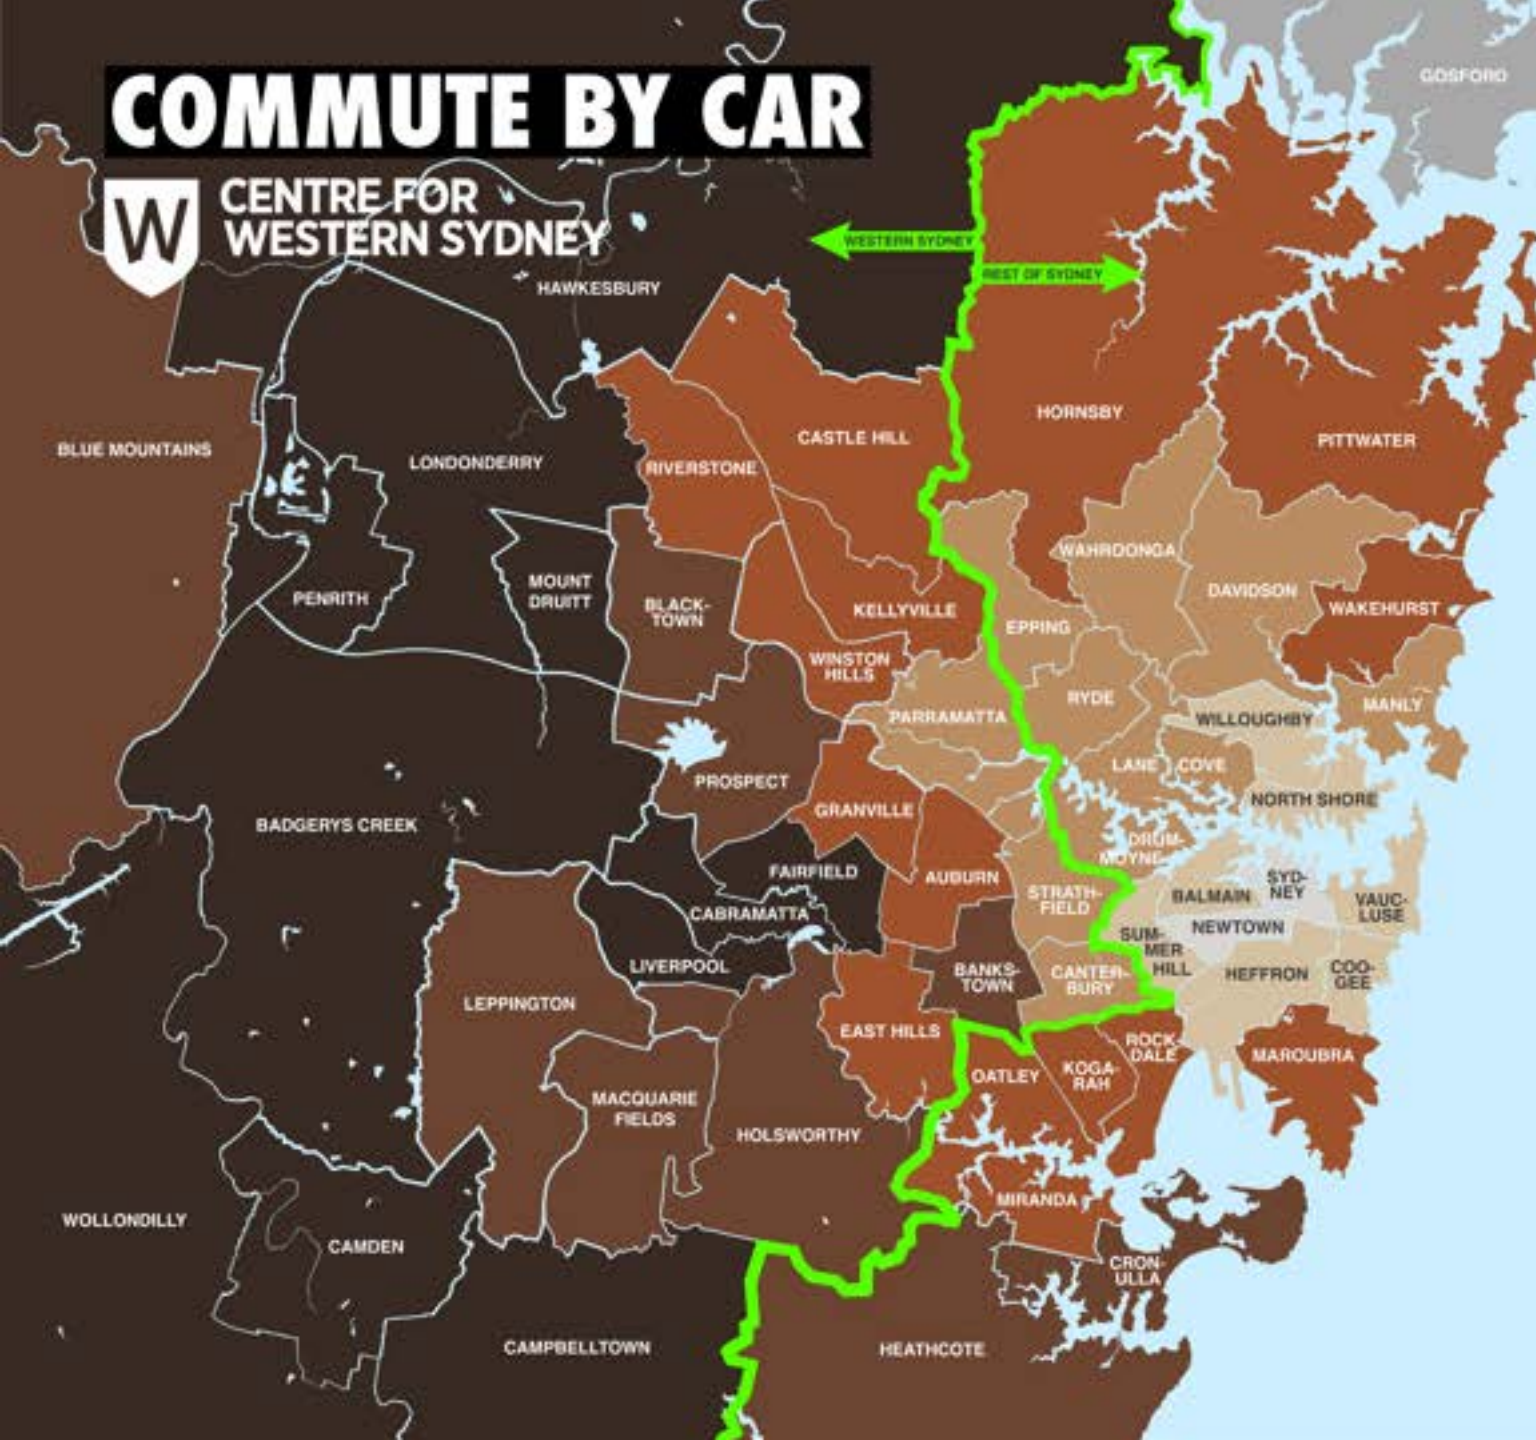 GOSFORD
COMMUTE BY CAR
W
CENTRE FOR
WESTERN SYDNEY
WESTERN SYDNEY
REST OF SYDNEY
HAWKESBURY
HORNSBY
CASTLE HILL
PITTWATER
BLUE MOUNTAINS
LONDONDERRY
RIVERSTONE
WAHROONGA
MOUNT
DRUITT
DAVIDSON
PENRITH
BLACK-
TOWN
KELLYVILLE
WAKEHURST
EPPING
WINSTON
HILLS
RYDE
MANLY
PARRAMATTA
WILLOUGHBY
LANE COVE
PROSPECT
NORTH SHORE
GRANVILLE
BADGERYS CREEK
DRUM-
MOYNE
FAIRFIELD
AUBURN
SYD-
NEY
STRATH-
FIELD
BALMAIN
VAUC-
LUSE
CABRAMATTA
NEWTOWN
SUM-
MER
HILL
LIVERPOOL
BANKS-
TOWN
CANTER-
BURY
HEFFRON
COO-
GEE
LEPPINGTON
EAST HILLS
ROCK-
DALE
MAROUBRA
OATLEY
KOGA-
RAH
MACQUARIE
FIELDS
HOLSWORTHY
MIRANDA
WOLLONDILLY
CAMDEN
CRON-
ULLA
CAMPBELLTOWN
HEATHCOTE